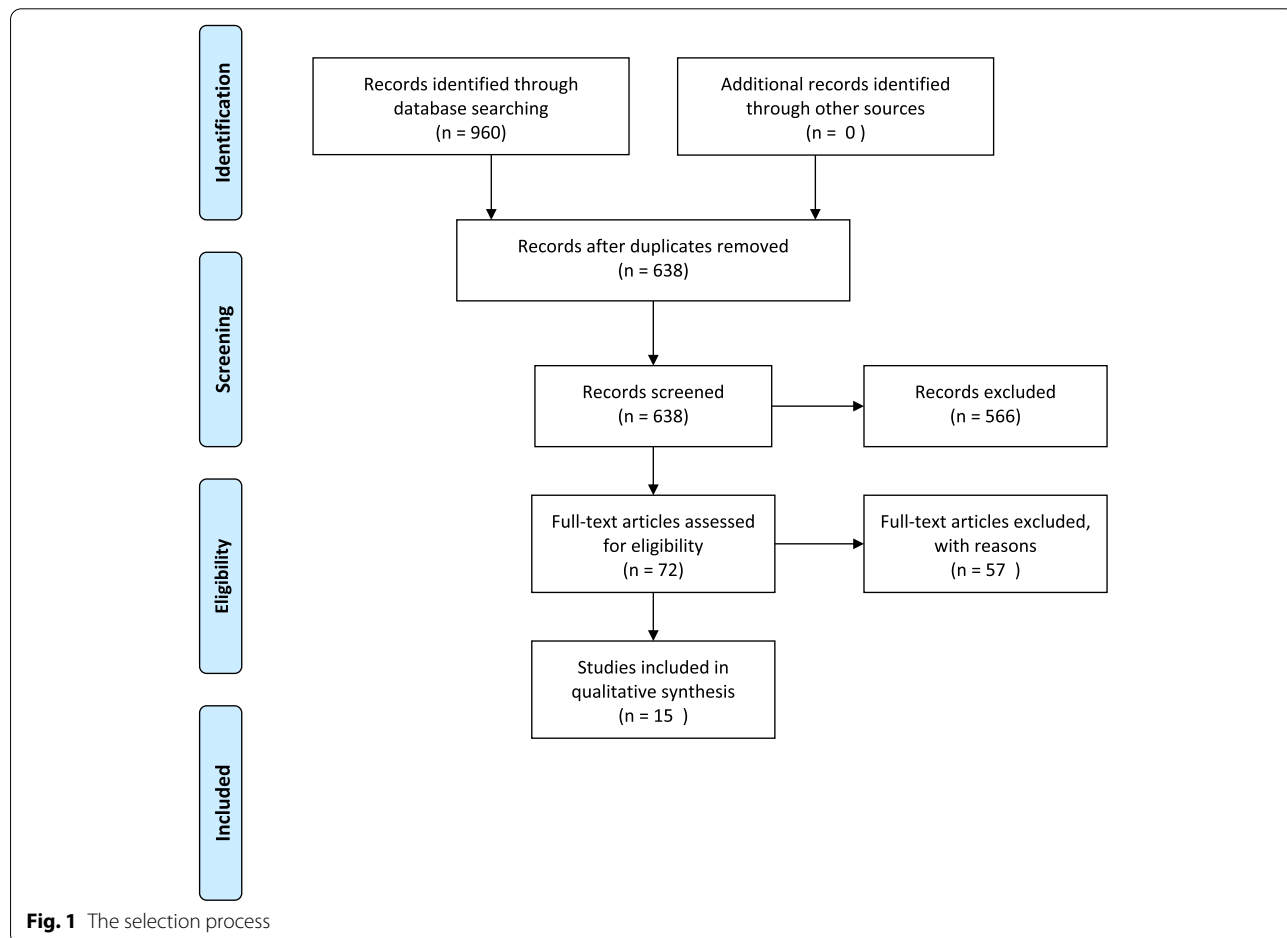 Identification
Records identified through
database searching
(n = 960)
Additional records identified
through other sources
(n =  0 )
Records after duplicates removed
(n = 638)
Screening
Records screened
(n = 638)
Records excluded
(n = 566)
Eligibility
Full-text articles assessed
for eligibility
(n = 72)
Full-text articles excluded,
with reasons
(n = 57  )
Studies included in
qualitative synthesis
(n = 15  )
Included
Fig. 1 The selection process